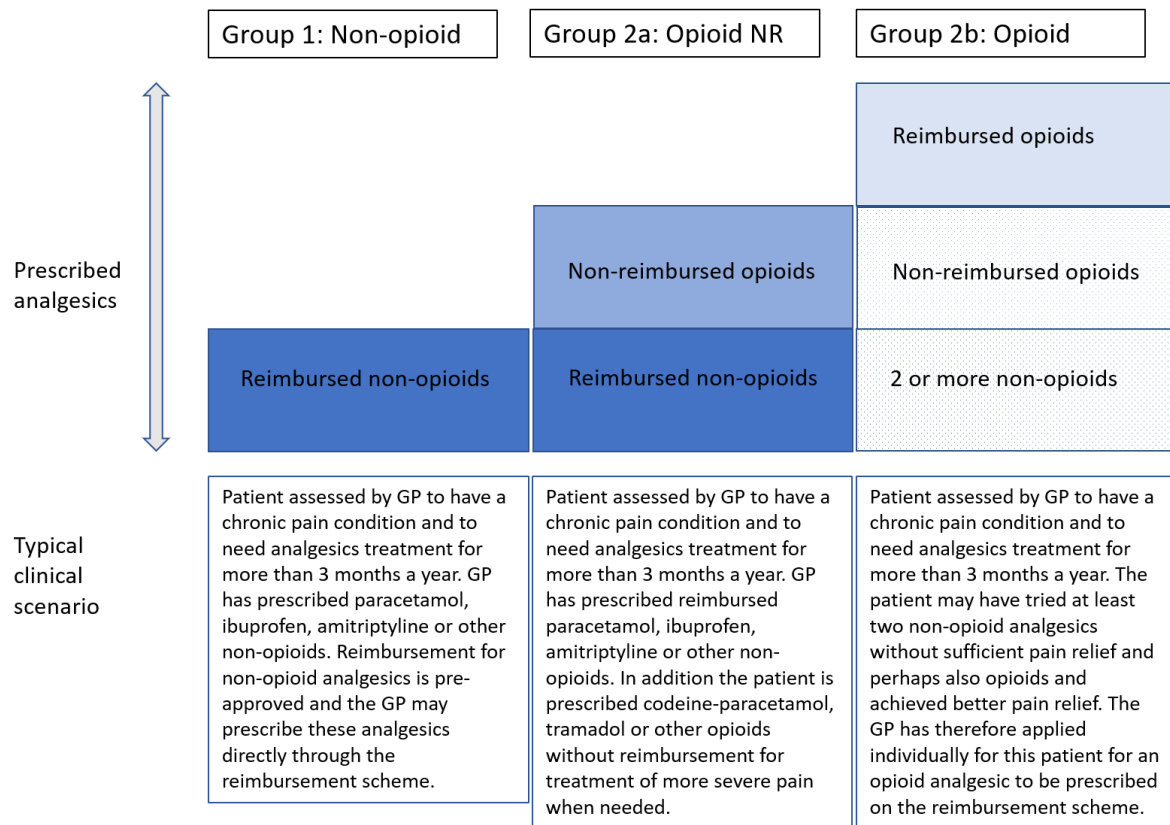 Group 1: Non-opioid
Group 2a: Opioid NR
Group 2b: Opioid
Reimbursed opioids
Prescribed
analgesics
Non-reimbursed opioids
Non-reimbursed opioids
Reimbursed non-opioids
Reimbursed non-opioids
2 or more non-opioids
Typical
clinical
scenario
Patient assessed by GP to have a
chronic pain condition and to
need analgesics treatment for
more than 3 months a year. GP
has prescribed paracetamol,
ibuprofen, amitriptyline or other
non-opioids. Reimbursement for
non-opioid analgesics is pre-
approved and the GP may
prescribe these analgesics
directly through the
reimbursement scheme.
Patient assessed by GP to have a
chronic pain condition and to
need analgesics treatment for
more than 3 months a year. GP
has prescribed reimbursed
paracetamol, ibuprofen,
amitriptyline or other non-
opioids. In addition the patient is
prescribed codeine-paracetamol,
tramadol or other opioids
without reimbursement for
treatment of more severe pain
when needed.
Patient assessed by GP to have a
chronic pain condition and to
need analgesics treatment for
more than 3 months a year. The
patient may have tried at least
two non-opioid analgesics
without sufficient pain relief and
perhaps also opioids and
achieved better pain relief. The
GP has therefore applied
individually for this patient for an
opioid analgesic to be prescribed
on the reimbursement scheme.